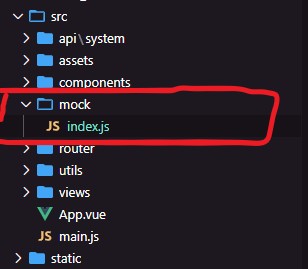 src
api\system
assets
components
mock
JS index.js
router
utils
views
App.vue
JS main.js
static